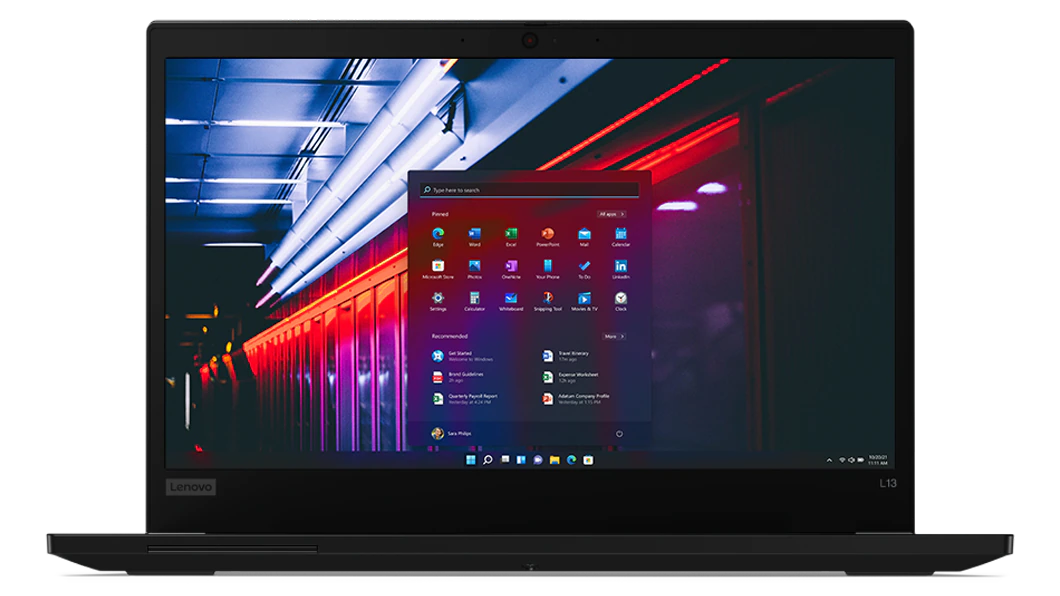 Type here to search
Pinned
All apps >
Edge
Word
Excel
PowerPoint
Mail
Calendar
Microsoft Store
Photos
OneNote
Your Phone
To Do
LinkedIn
Settings
Calculator
Whiteboard
Snipping Tool
Movies & TV
Clock
Recommended
More >
Get Started
Welcome to Windows
Travel Itinerary
17m ago
Brand Guidelines
2h ago
Expense Worksheet
12h ago
Quarterly Payroll Report
Yesterday at 4:24 PM
Adatum Company Profile
Yesterday at 1:15 PM
Sara Philips
10/20/21
11:11 AM
Lenovo
L13